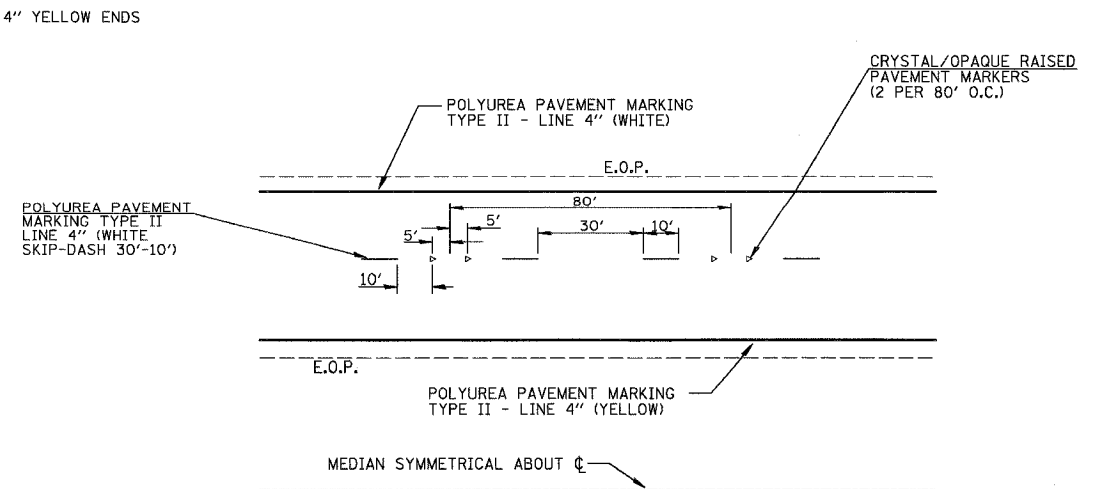 4" YELLOW ENDS
CRYSTAL/OPAQUE RAISED
PAVEMENT MARKERS
(2 PER 80' O.C.)
POLYUREA PAVEMENT MARKING
TYPE II - LINE 4" (WHITE)
E.O.P.
POLYUREA PAVEMENT
MARKING TYPE II
LINE 4" (WHITE
SKIP-DASH 30'-10')
80'
5'
5'
30'
10'
10'
E.O.P.
POLYUREA PAVEMENT MARKING
TYPE II - LINE 4" (YELLOW)
MEDIAN SYMMETRICAL ABOUT ℄